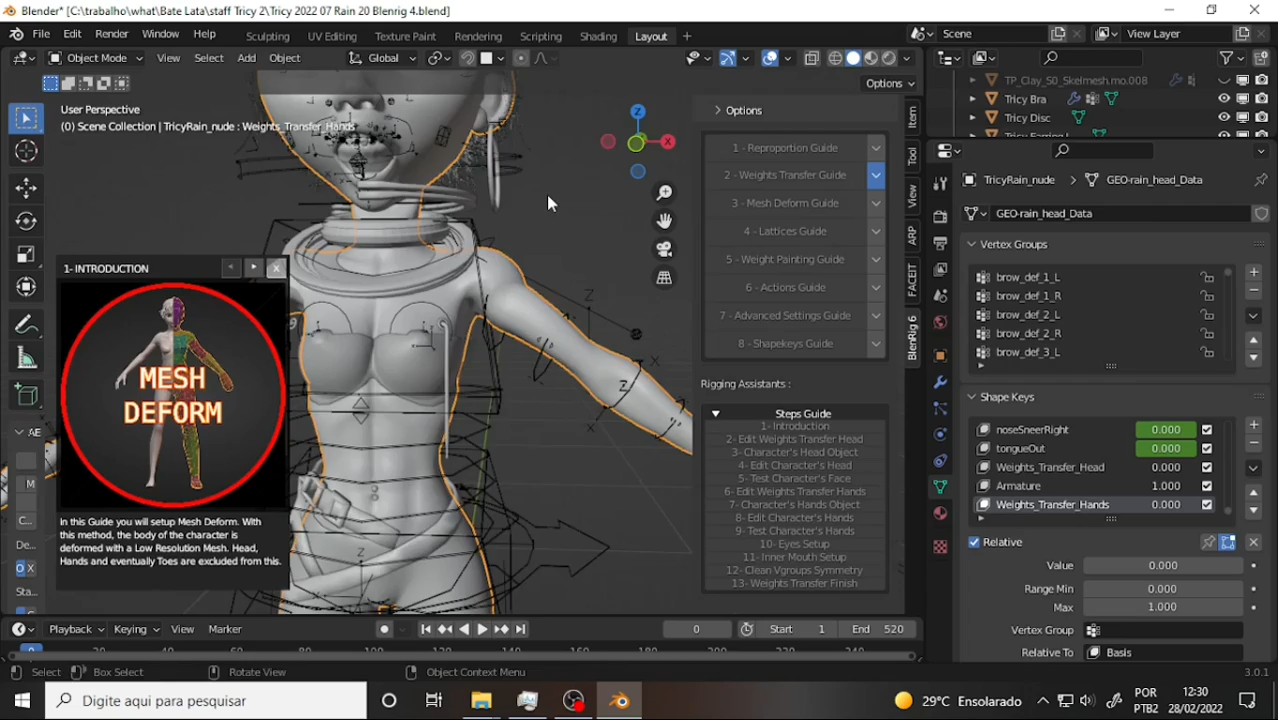 Blender* [C:\trabalho\what\Bate Lata\staff Tricy 2\Tricy 2022 07 Rain 20 Blenrig 4.blend]
File Edit Render Window Help Sculpting UV Editing Texture Paint Rendering Scripting Shading Layout + Scene View Layer
Object Mode View Select Add Object Global
Options
User Perspective
(0) Scene Collection | TricyRain_nude : Weights_Transfer_Hands
Z
X
Options
1 - Reproportion Guide
2 - Weights Transfer Guide
3 - Mesh Deform Guide
4 - Lattices Guide
5 - Weight Painting Guide
6 - Actions Guide
7 - Advanced Settings Guide
8 - Shapekeys Guide
Rigging Assistants :
Steps Guide
1- Introduction
2- Edit Weights Transfer Head
3- Character's Head Object
4- Edit Character's Head
5- Test Character's Face
6- Edit Weights Transfer Hands
7- Character's Hands Object
8- Edit Character's Hands
9- Test Character's Hands
10- Eyes Setup
11- Inner Mouth Setup
12- Clean Vgroups Symmetry
13- Weights Transfer Finish
Item
Tool
View
ARP
FACEIT
BlenRig 6
1- INTRODUCTION
MESH
DEFORM
In this Guide you will setup Mesh Deform. With
this method, the body of the character is
deformed with a Low Resolution Mesh. Head,
Hands and eventually Toes are excluded from this.
AE
M
C...
De...
O X
Sta...
TP_Clay_S0_Skelmesh.mo.008
Tricy Bra
Tricy Disc
TricyRain_nude > GEO-rain_head_Data
GEO-rain_head_Data
Vertex Groups
brow_def_1_L
brow_def_1_R
brow_def_2_L
brow_def_2_R
brow_def_3_L
Shape Keys
noseSneerRight 0.000
tongueOut 0.000
Weights_Transfer_Head 0.000
Armature 1.000
Weights_Transfer_Hands 0.000
Relative
Value 0.000
Range Min 0.000
Max 1.000
Vertex Group
Relative To Basis
Playback Keying View Marker 0 Start 1 End 520
Select Box Select Rotate View Object Context Menu 3.0.1
Digite aqui para pesquisar
29°C Ensolarado
POR
PTB2
12:30
28/02/2022